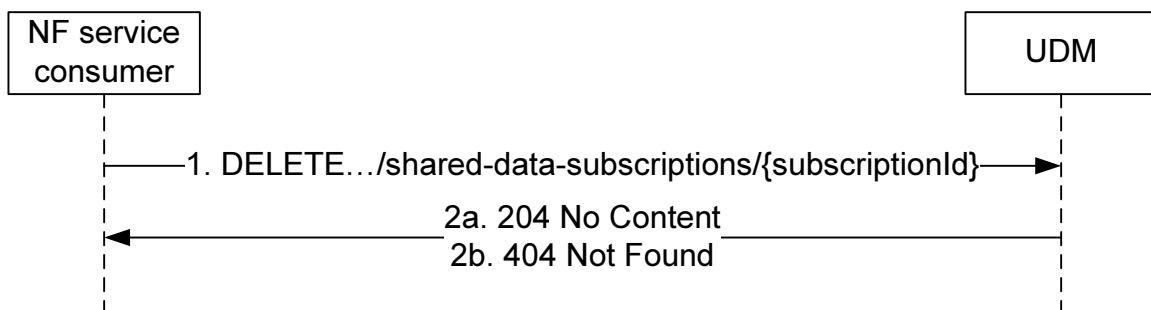 NF service
consumer
UDM
1. DELETE…/shared-data-subscriptions/{subscriptionId}
2a. 204 No Content
2b. 404 Not Found